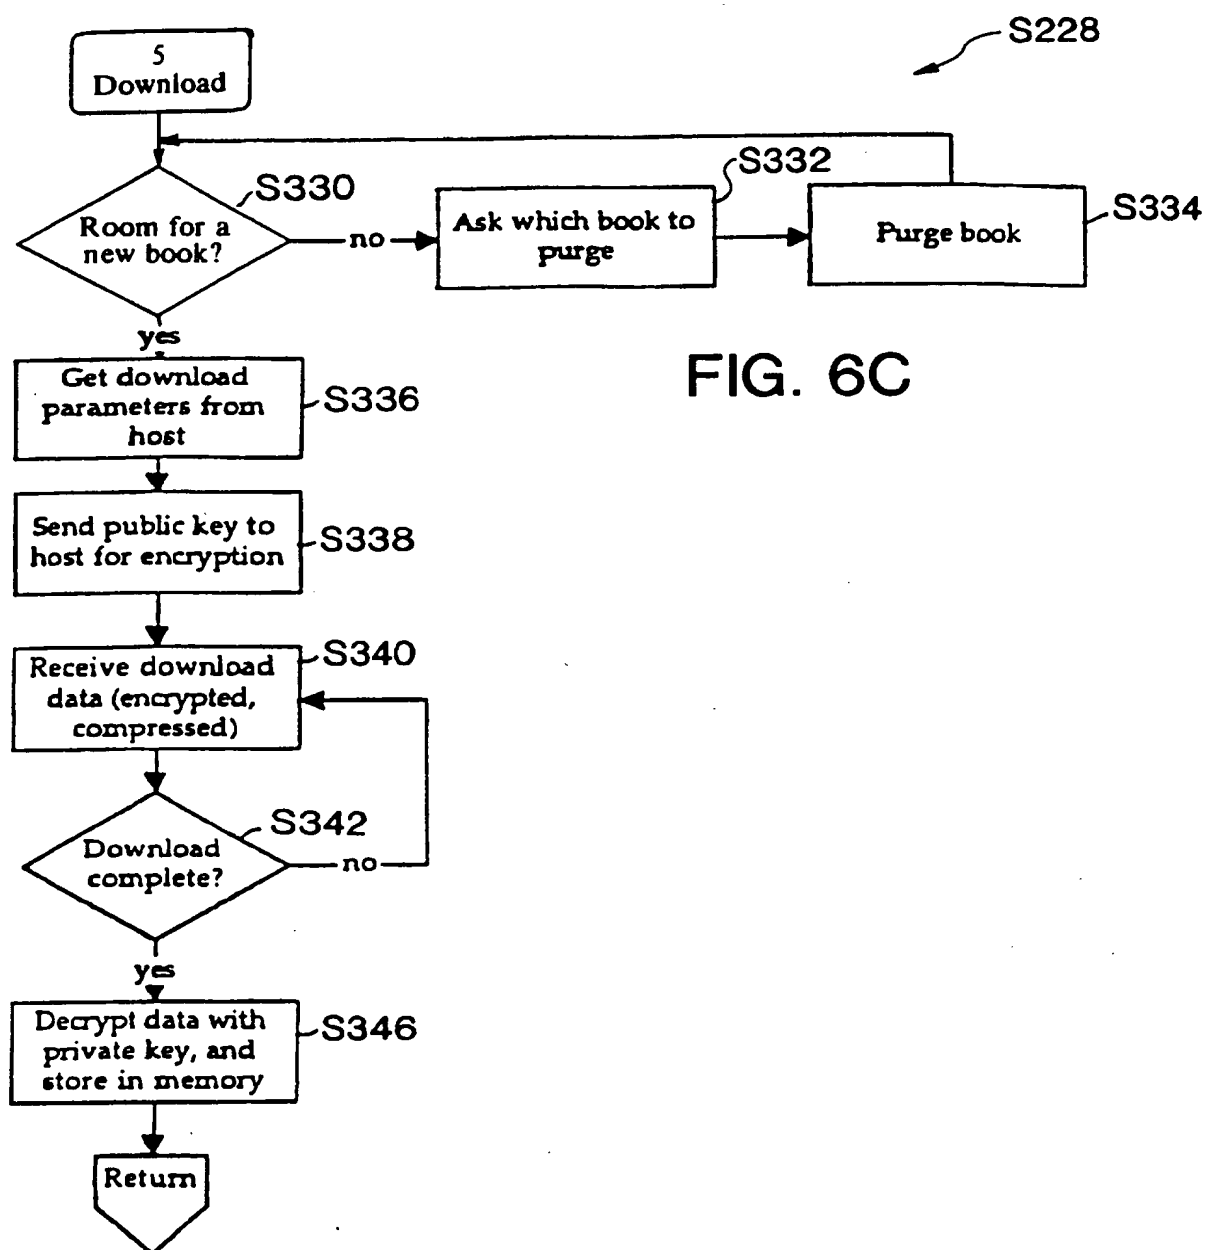 S228
5
Download
S330
Room for a
new book?
no
S332
Ask which book to
purge
S334
Purge book
yes
FIG. 6C
Get download
parameters from
host
S336
Send public key to
host for encryption
S338
S340
Receive download
data (encrypted,
compressed)
S342
Download
complete?
no
yes
Decrypt data with
private key, and
store in memory
S346
Return